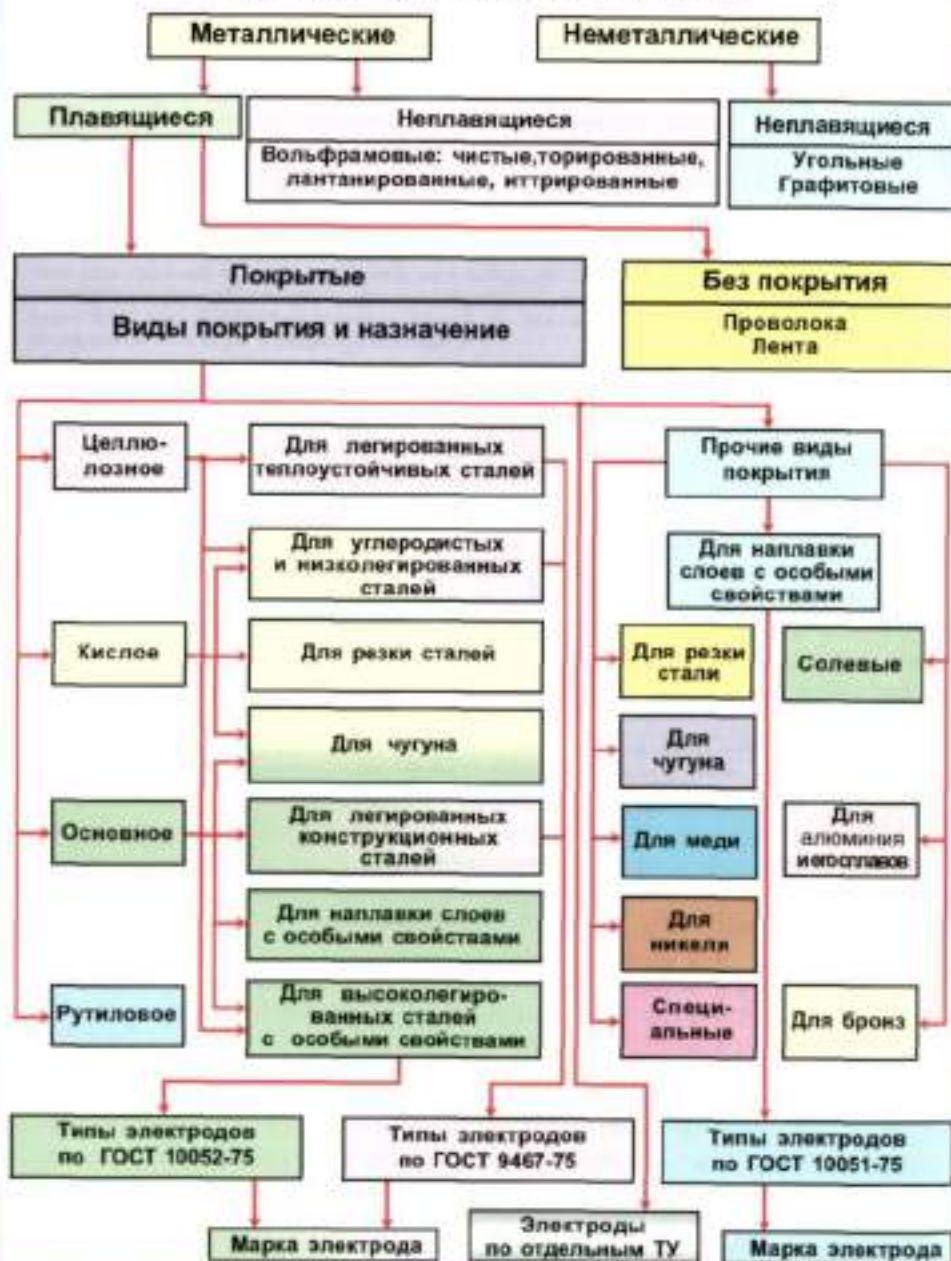 Металлические
Неметаллические
Плавящиеся
Неплавящиеся
Вольфрамовые: чистые,торированные,
лантанированные, иттрированные
Неплавящиеся
Угольные
Графитовые
Покрытые
Виды покрытия и назначение
Без покрытия
Проволока
Лента
Целлю-
лозное
Для легированных
теплоустойчивых сталей
Прочие виды
покрытия
Для углеродистых
и низколегированных
сталей
Для наплавки
слоев с особыми
свойствами
Кислое
Для резки сталей
Для резки
стали
Солевые
Для чугуна
Для
чугуна
Основное
Для легированных
конструкционных
сталей
Для меди
Для
алюминия
иегосплавов
Для наплавки слоев
с особыми свойствами
Для
никеля
Рутиловое
Для высоколегиро-
ванных сталей
с особыми свойствами
Специ-
альные
Для бронз
Типы электродов
по ГОСТ 10052-75
Типы электродов
по ГОСТ 9467-75
Типы электродов
по ГОСТ 10051-75
Марка электрода
Электроды
по отдельным ТУ
Марка электрода